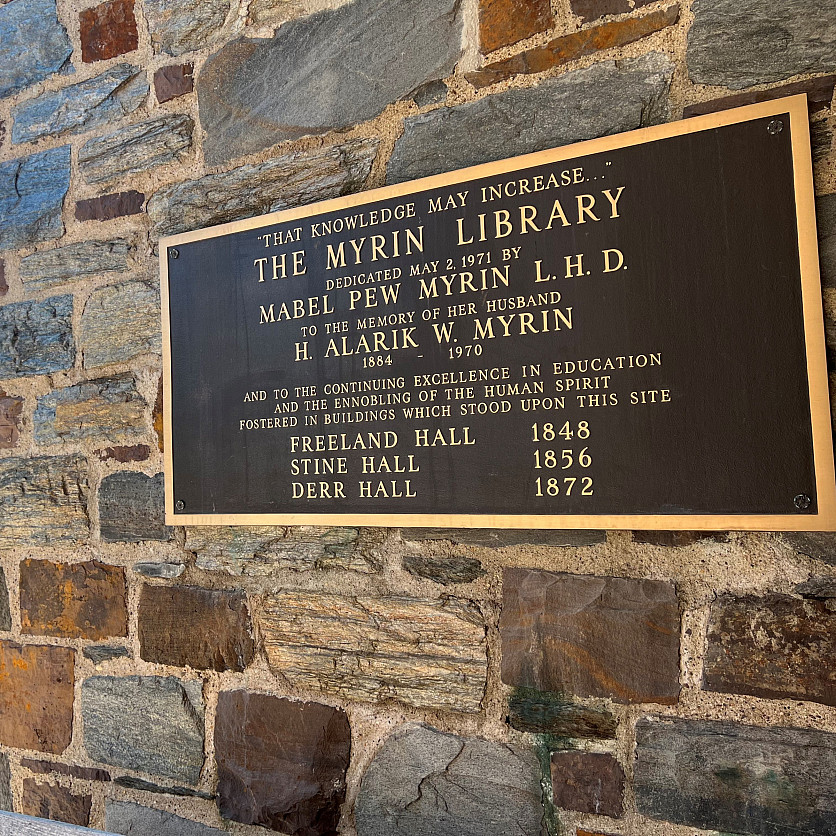 "THAT KNOWLEDGE MAY INCREASE..."
THE MYRIN LIBRARY
DEDICATED MAY 2, 1971 BY
MABEL PEW MYRIN L.H.D.
TO THE MEMORY OF HER HUSBAND
H. ALARIK W. MYRIN
1884 - 1970
AND TO THE CONTINUING EXCELLENCE IN EDUCATION
AND THE ENNOBLING OF THE HUMAN SPIRIT
FOSTERED IN BUILDINGS WHICH STOOD UPON THIS SITE
FREELAND HALL 1848
STINE HALL 1856
DERR HALL 1872